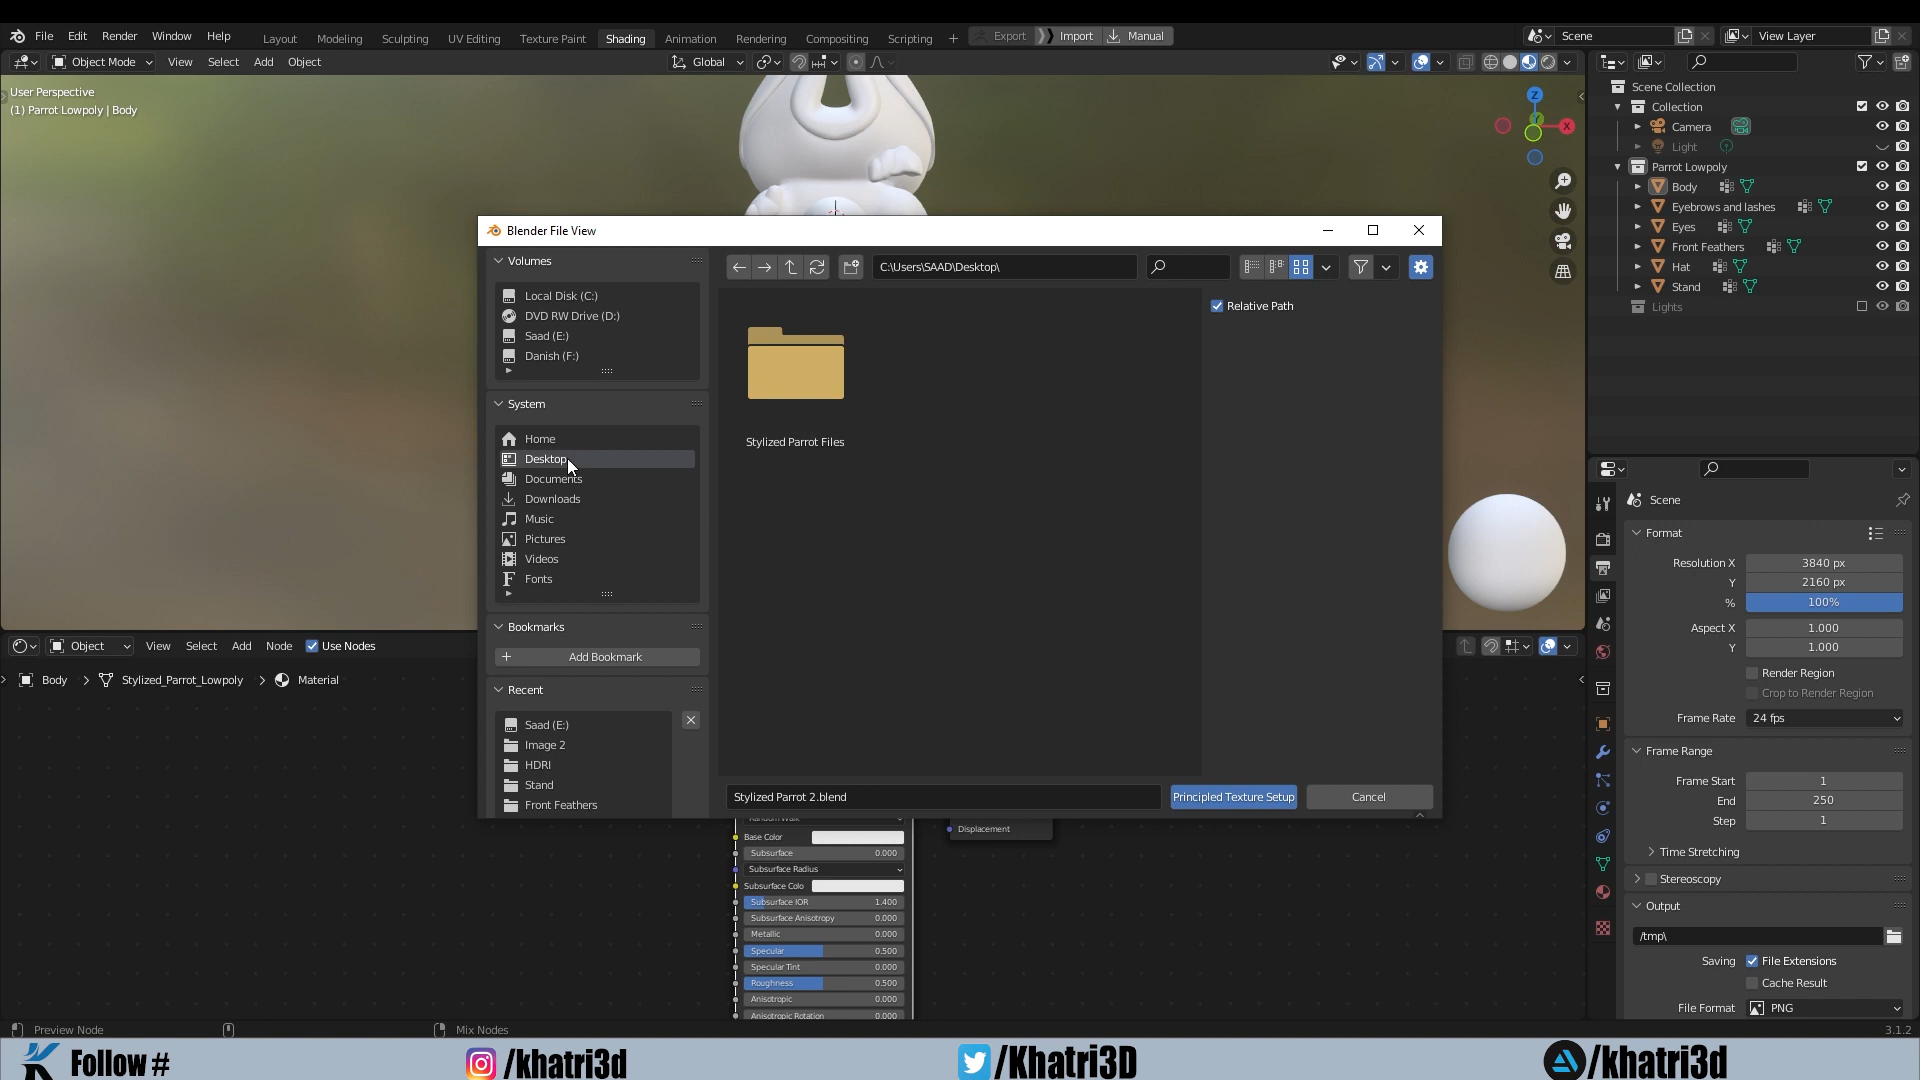 File Edit Render Window Help Layout Modeling Sculpting UV Editing Texture Paint Shading Animation Rendering Compositing Scripting Export Import Manual Scene View Layer
Object Mode View Select Add Object Global
User Perspective
(1) Parrot Lowpoly | Body
Z
Y
X
Scene Collection
Collection
Camera
Light
Parrot Lowpoly
Body
Eyebrows and lashes
Eyes
Front Feathers
Hat
Stand
Lights
Blender File View
Volumes
Local Disk (C:)
DVD RW Drive (D:)
Saad (E:)
Danish (F:)
System
Home
Desktop
Documents
Downloads
Music
Pictures
Videos
Fonts
Bookmarks
Add Bookmark
Recent
Saad (E:)
Image 2
HDRI
Stand
Front Feathers
C:\Users\SAAD\Desktop\
Relative Path
Stylized Parrot Files
Stylized Parrot 2.blend
Principled Texture Setup
Cancel
Object View Select Add Node Use Nodes
Body > Stylized_Parrot_Lowpoly > Material
Random Walk
Base Color
Subsurface 0.000
Subsurface Radius
Subsurface Colo
Subsurface IOR 1.400
Subsurface Anisotropy 0.000
Metallic 0.000
Specular 0.500
Specular Tint 0.000
Roughness 0.500
Anisotropic 0.000
Anisotropic Rotation 0.000
Displacement
Scene
Format
Resolution X 3840 px
Y 2160 px
% 100%
Aspect X 1.000
Y 1.000
Render Region
Crop to Render Region
Frame Rate 24 fps
Frame Range
Frame Start 1
End 250
Step 1
Time Stretching
Stereoscopy
Output
/tmp\
Saving File Extensions
Cache Result
File Format PNG
Preview Node
Mix Nodes
3.1.2
Follow #
/khatri3d
/Khatri3D
/khatri3d